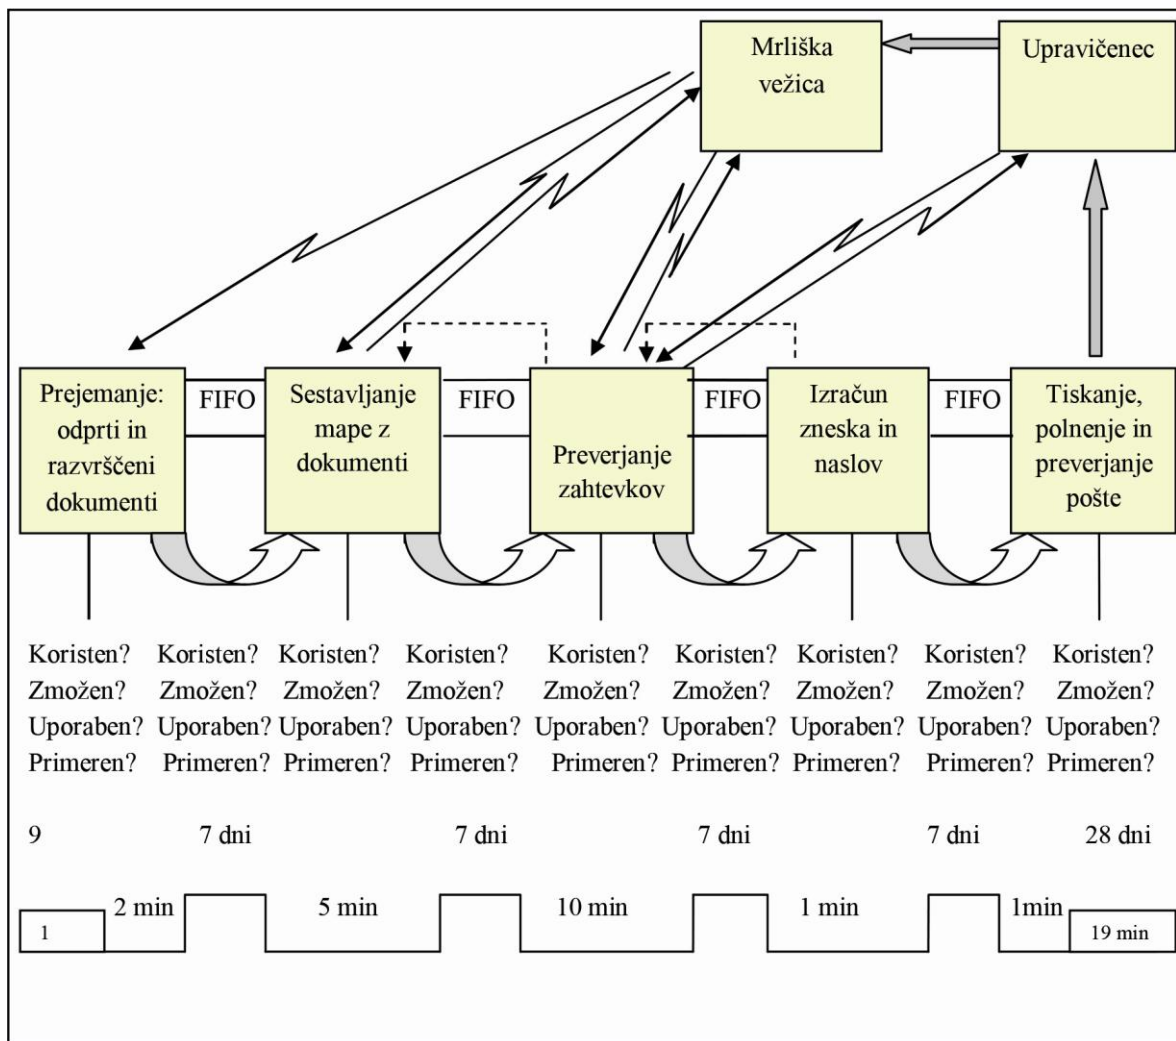 Mrliška
vežica
Upravičenec
Prejemanje:
odprti in
razvrščeni
dokumenti
FIFO
Sestavljanje
mape z
dokumenti
FIFO
Preverjanje
zahtevkov
FIFO
Izračun
zneska in
naslov
FIFO
Tiskanje,
polnenje in
preverjanje
pošte
Koristen? Koristen? Koristen? Koristen? Koristen? Koristen? Koristen? Koristen? Koristen?
Zmožen? Zmožen? Zmožen? Zmožen? Zmožen? Zmožen? Zmožen? Zmožen? Zmožen?
Uporaben? Uporaben? Uporaben? Uporaben? Uporaben? Uporaben? Uporaben? Uporaben? Uporaben?
Primeren? Primeren? Primeren? Primeren? Primeren? Primeren? Primeren? Primeren? Primeren?
9 7 dni 7 dni 7 dni 7 dni 28 dni
2 min 5 min 10 min 1 min 1min
1 19 min